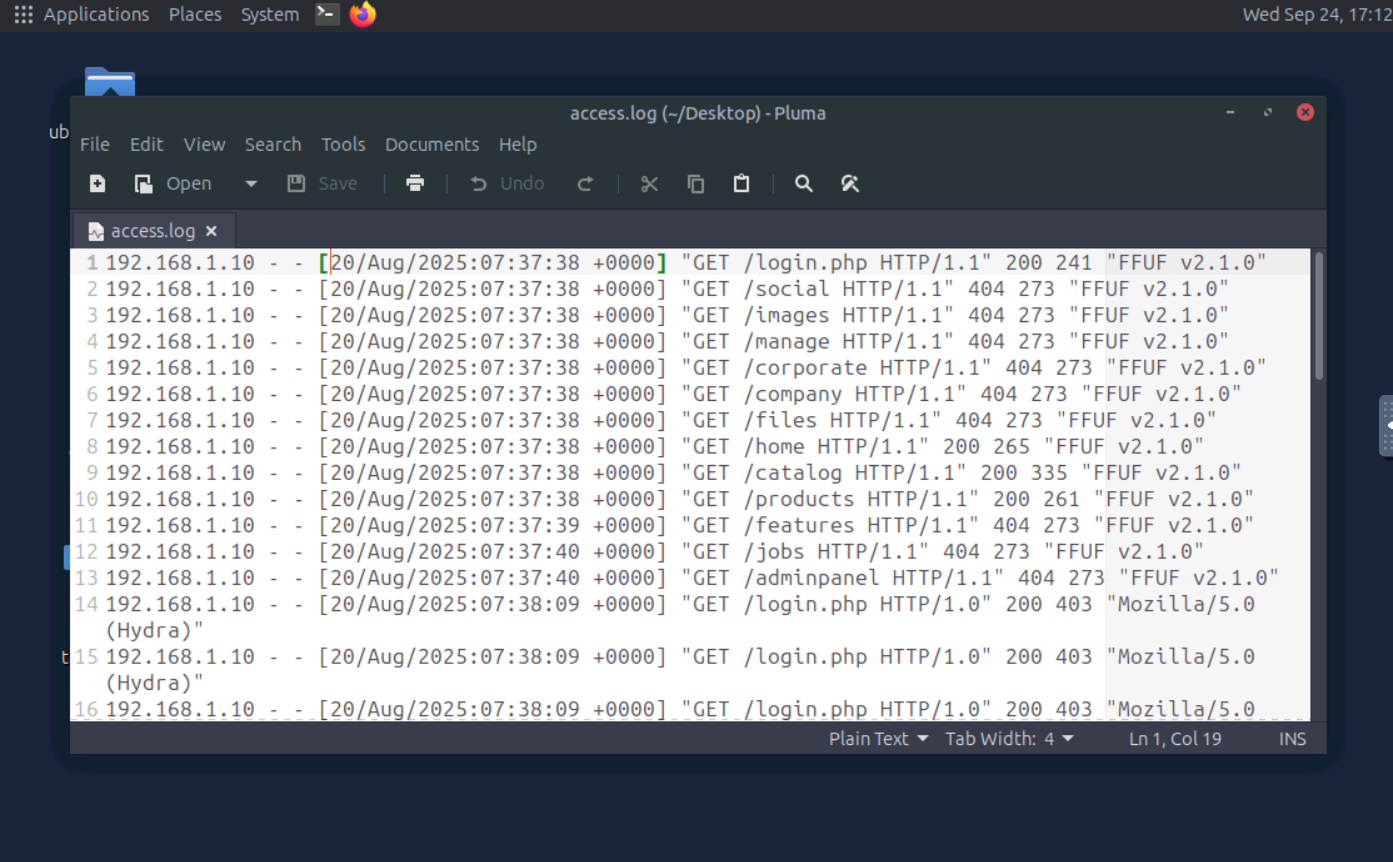 Applications Places System Wed Sep 24, 17:12
ub
access.log (~/Desktop) - Pluma
File Edit View Search Tools Documents Help
Open Save Undo
access.log
1 192.168.1.10 - - [20/Aug/2025:07:37:38 +0000] "GET /login.php HTTP/1.1" 200 241 "FFUF v2.1.0"
2 192.168.1.10 - - [20/Aug/2025:07:37:38 +0000] "GET /social HTTP/1.1" 404 273 "FFUF v2.1.0"
3 192.168.1.10 - - [20/Aug/2025:07:37:38 +0000] "GET /images HTTP/1.1" 404 273 "FFUF v2.1.0"
4 192.168.1.10 - - [20/Aug/2025:07:37:38 +0000] "GET /manage HTTP/1.1" 404 273 "FFUF v2.1.0"
5 192.168.1.10 - - [20/Aug/2025:07:37:38 +0000] "GET /corporate HTTP/1.1" 404 273 "FFUF v2.1.0"
6 192.168.1.10 - - [20/Aug/2025:07:37:38 +0000] "GET /company HTTP/1.1" 404 273 "FFUF v2.1.0"
7 192.168.1.10 - - [20/Aug/2025:07:37:38 +0000] "GET /files HTTP/1.1" 404 273 "FFUF v2.1.0"
8 192.168.1.10 - - [20/Aug/2025:07:37:38 +0000] "GET /home HTTP/1.1" 200 265 "FFUF v2.1.0"
9 192.168.1.10 - - [20/Aug/2025:07:37:38 +0000] "GET /catalog HTTP/1.1" 200 335 "FFUF v2.1.0"
10 192.168.1.10 - - [20/Aug/2025:07:37:38 +0000] "GET /products HTTP/1.1" 200 261 "FFUF v2.1.0"
11 192.168.1.10 - - [20/Aug/2025:07:37:39 +0000] "GET /features HTTP/1.1" 404 273 "FFUF v2.1.0"
12 192.168.1.10 - - [20/Aug/2025:07:37:40 +0000] "GET /jobs HTTP/1.1" 404 273 "FFUF v2.1.0"
13 192.168.1.10 - - [20/Aug/2025:07:37:40 +0000] "GET /adminpanel HTTP/1.1" 404 273 "FFUF v2.1.0"
14 192.168.1.10 - - [20/Aug/2025:07:38:09 +0000] "GET /login.php HTTP/1.0" 200 403 "Mozilla/5.0
(Hydra)"
t
15 192.168.1.10 - - [20/Aug/2025:07:38:09 +0000] "GET /login.php HTTP/1.0" 200 403 "Mozilla/5.0
(Hydra)"
16 192.168.1.10 - - [20/Aug/2025:07:38:09 +0000] "GET /login.php HTTP/1.0" 200 403 "Mozilla/5.0
Plain Text Tab Width: 4 Ln 1, Col 19 INS